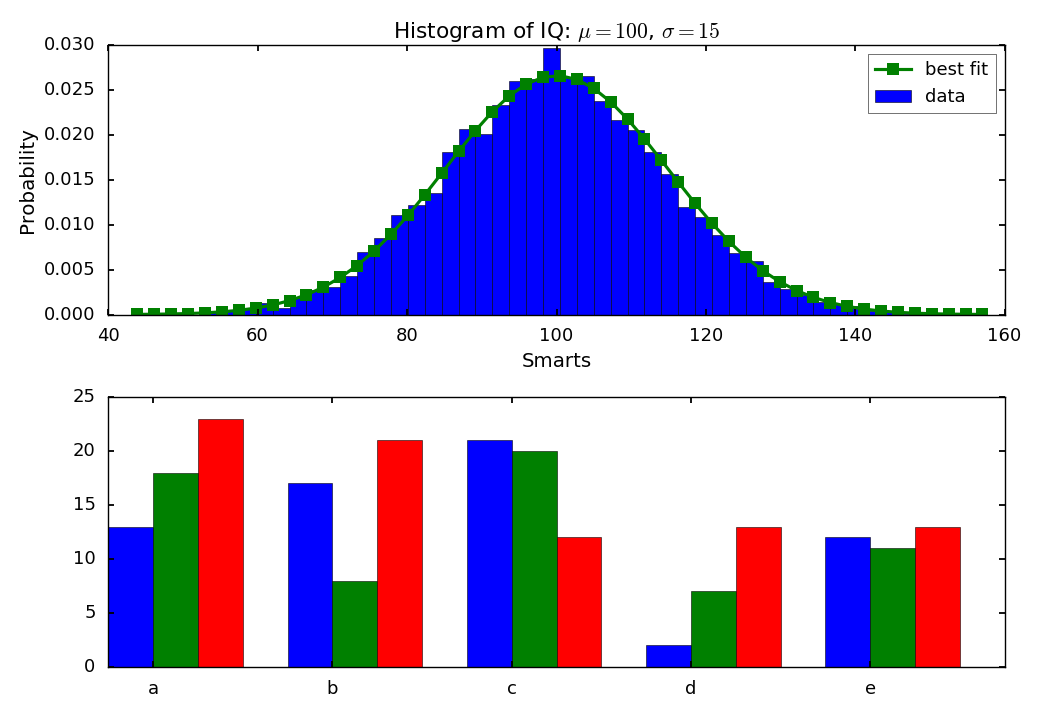 Histogram of IQ: μ = 100, σ = 15
0.030
0.025
0.020
0.015
0.010
0.005
0.000
Probability
best fit
data
40 60 80 100 120 140 160
Smarts
25
20
15
10
5
0
a b c d e